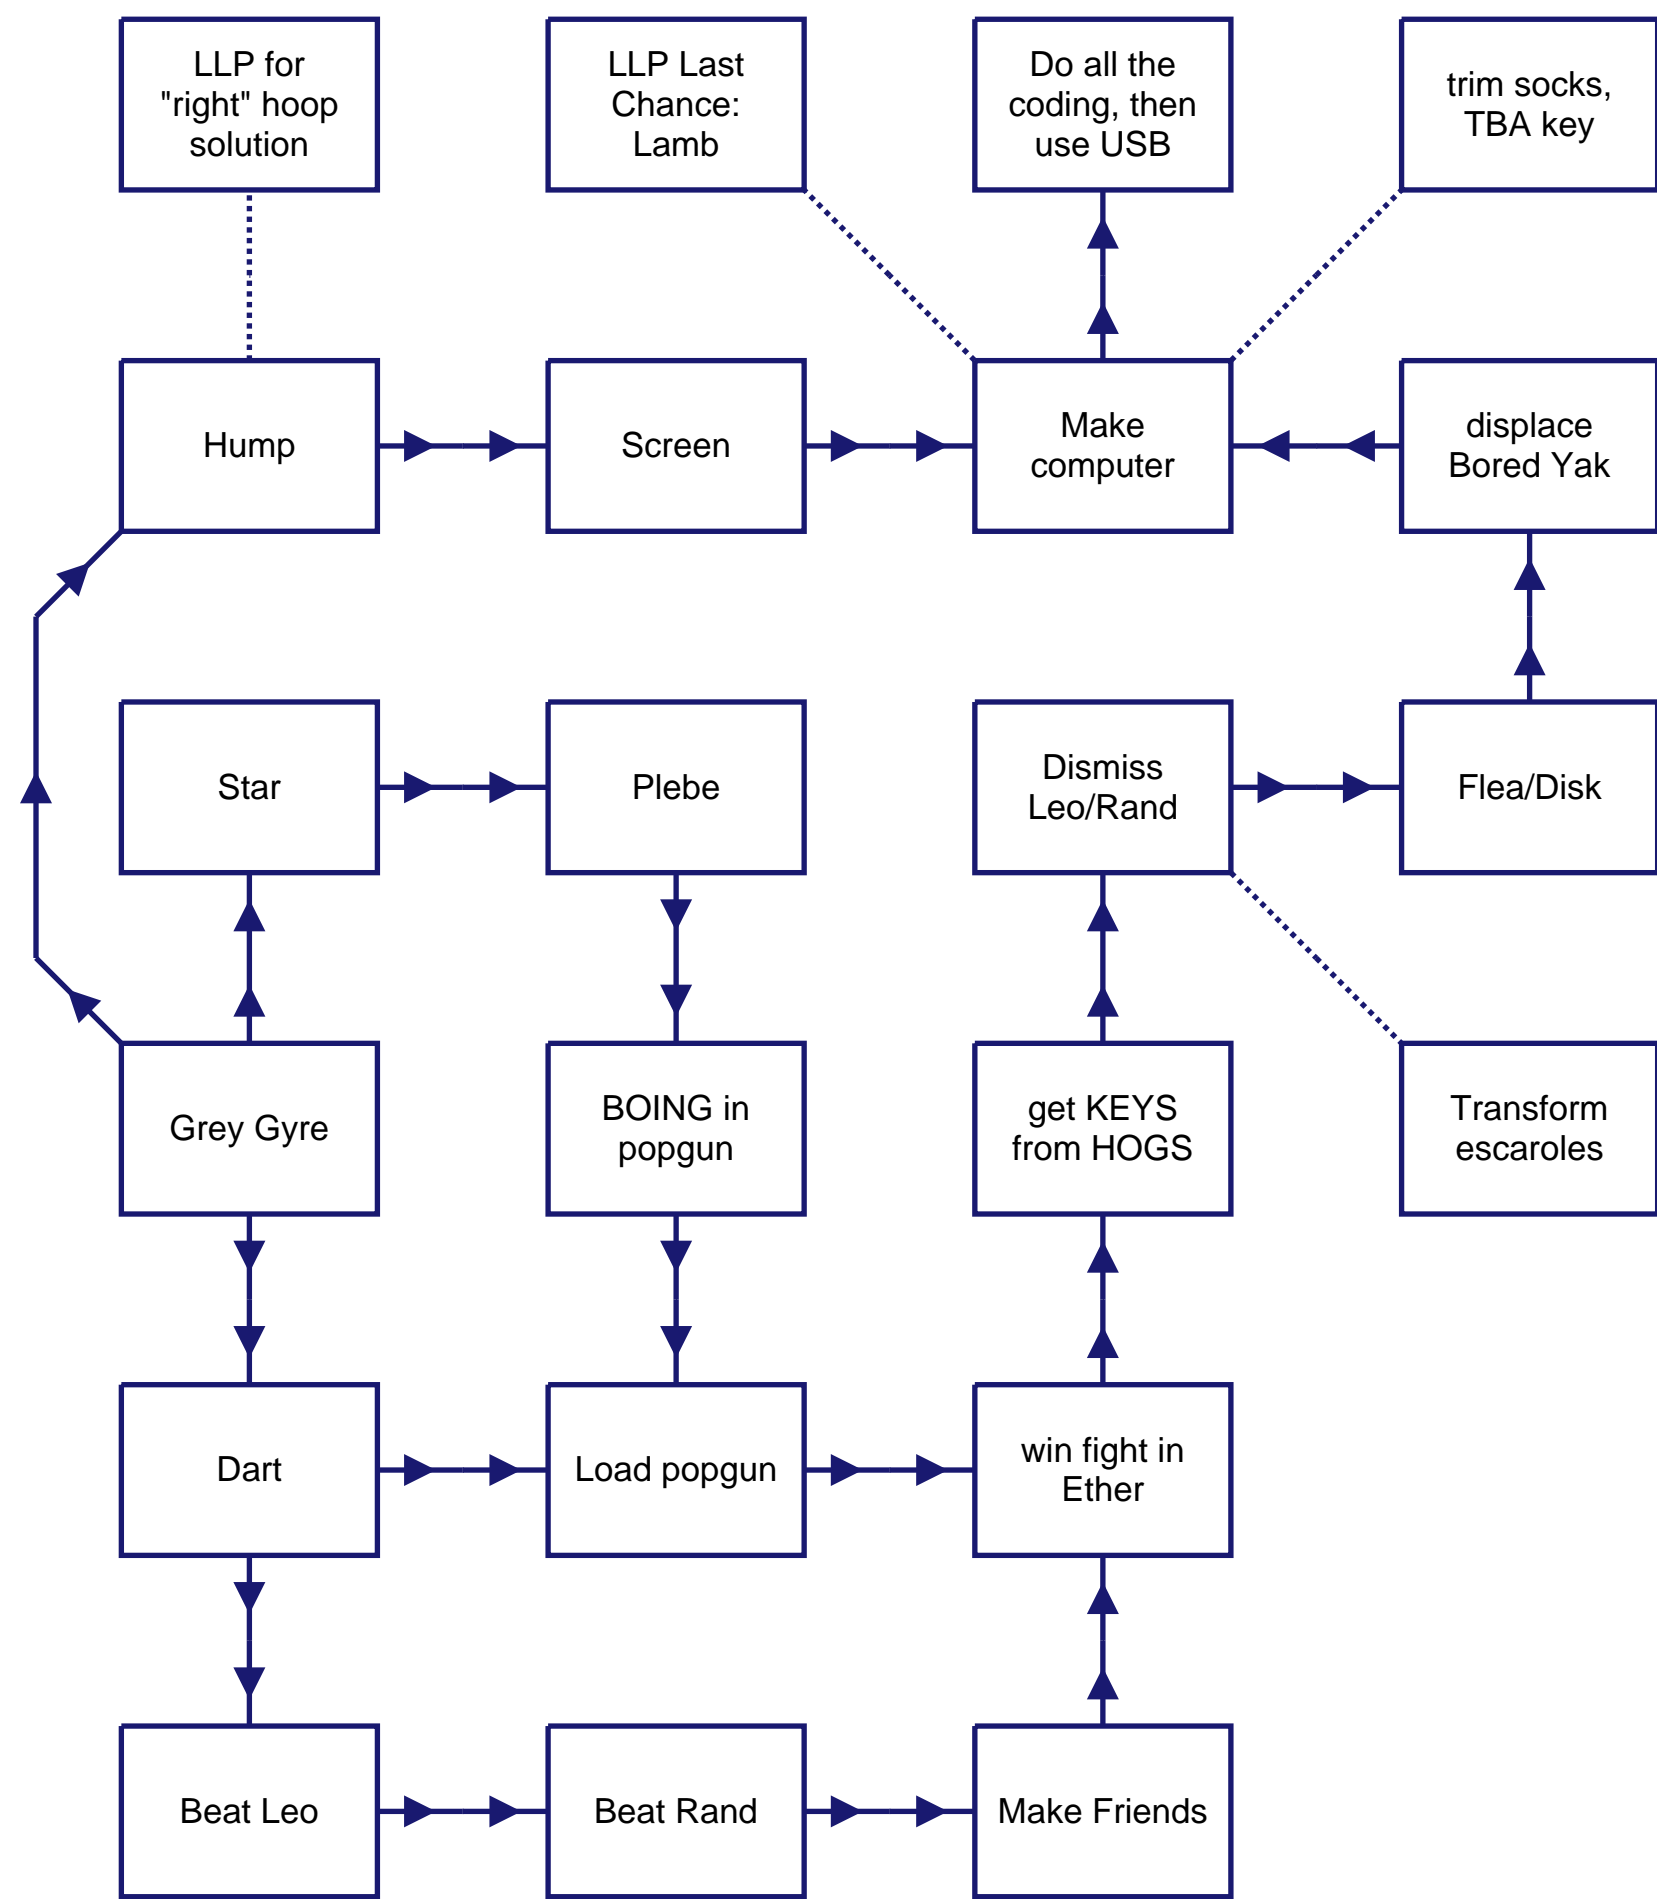 LLP for
"right" hoop
solution
LLP Last
Chance:
Lamb
Do all the
coding, then
use USB
trim socks,
TBA key
Hump
Screen
Make
computer
displace
Bored Yak
Star
Plebe
Dismiss
Leo/Rand
Flea/Disk
Grey Gyre
BOING in
popgun
get KEYS
from HOGS
Transform
escaroles
Dart
Load popgun
win fight in
Ether
Beat Leo
Beat Rand
Make Friends